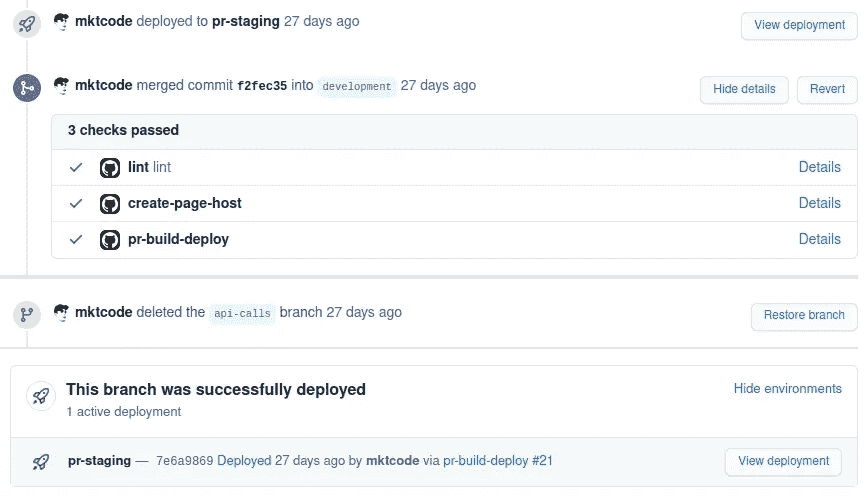 mktcode deployed to pr-staging 27 days ago View deployment
mktcode merged commit f2fec35 into development 27 days ago Hide details Revert
3 checks passed
lint lint Details
create-page-host Details
pr-build-deploy Details
mktcode deleted the api-calls branch 27 days ago Restore branch
This branch was successfully deployed Hide environments
1 active deployment
pr-staging — 7e6a9869 Deployed 27 days ago by mktcode via pr-build-deploy #21 View deployment